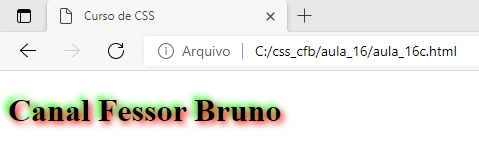 Curso de CSS
Arquivo C:/css_cfb/aula_16/aula_16c.html
Canal Fessor Bruno